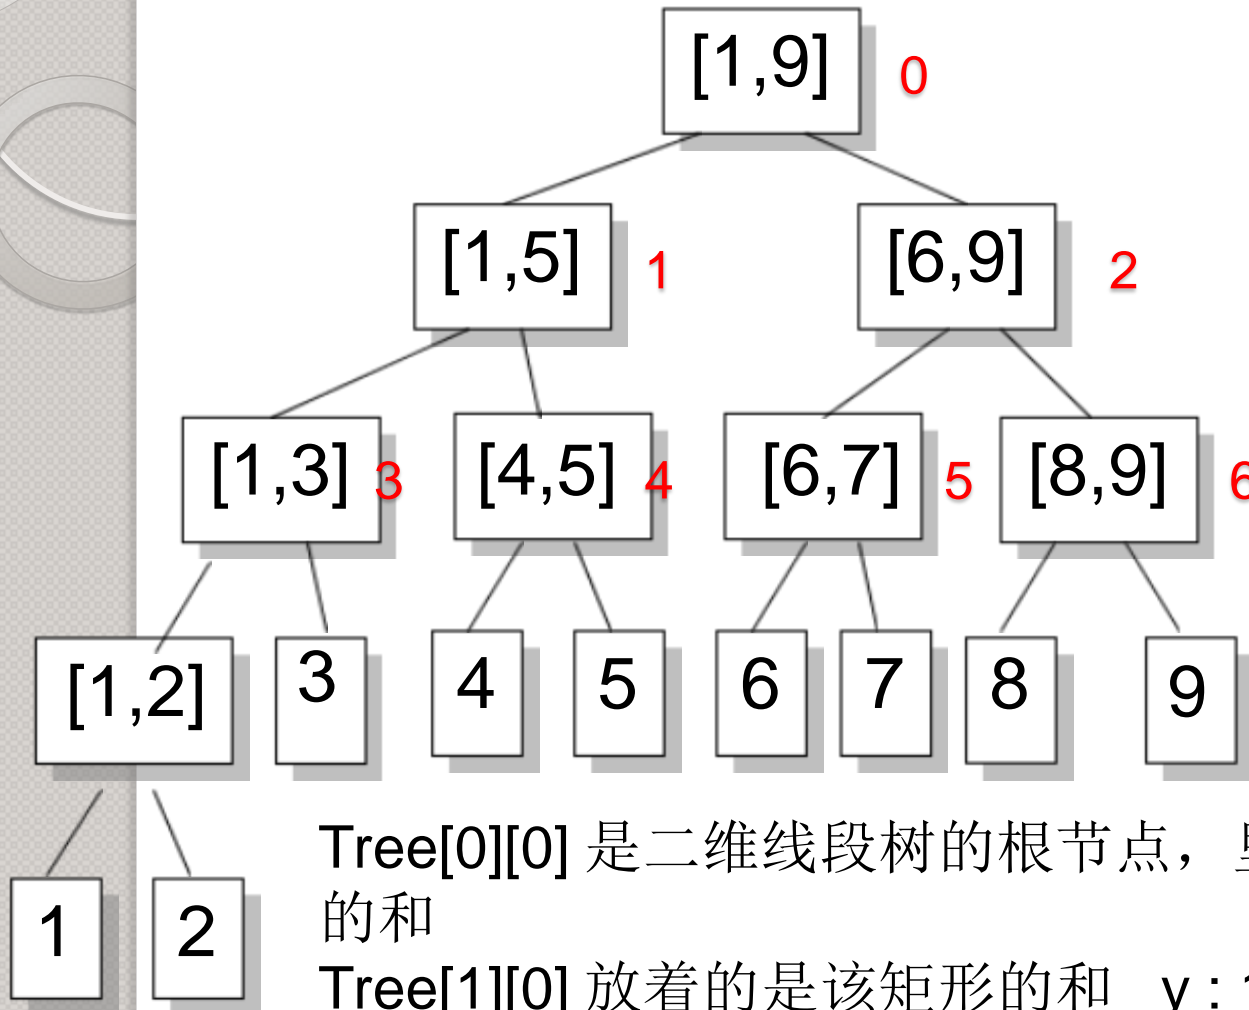 [1,9] 0
[1,5] 1 [6,9] 2
[1,3] 3 [4,5] 4 [6,7] 5 [8,9] 6
[1,2] 3 4 5 6 7 8 9
1 2
Tree[0][0] 是二维线段树的根节点，
的和
Tree[1][0] 放着的是该矩形的和 y :